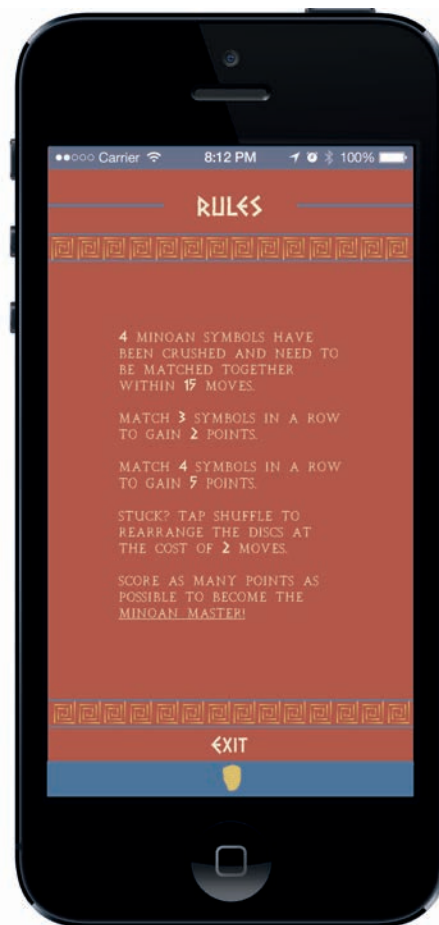 Carrier 8:12 PM 100%
RULES
4 MINOAN SYMBOLS HAVE
BEEN CRUSHED AND NEED TO
BE MATCHED TOGETHER
WITHIN 15 MOVES.
MATCH 3 SYMBOLS IN A ROW
TO GAIN 2 POINTS.
MATCH 4 SYMBOLS IN A ROW
TO GAIN 5 POINTS.
STUCK? TAP SHUFFLE TO
REARRANGE THE DISCS AT
THE COST OF 2 MOVES.
SCORE AS MANY POINTS AS
POSSIBLE TO BECOME THE
MINOAN MASTER!
EXIT